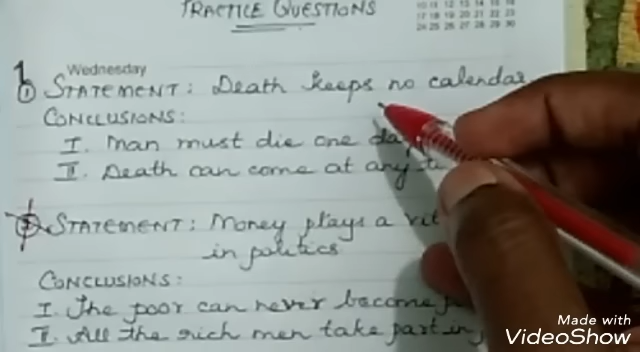 PRACTICE QUESTIONS
Wednesday
1 STATEMENT: Death keeps no calendar
CONCLUSIONS:
I. Man must die one day
II. Death can come at any
STATEMENT: Money plays a
in politics
CONCLUSIONS:
I. The poor can never become
II. All the rich men take part in
Made with
VideoShow